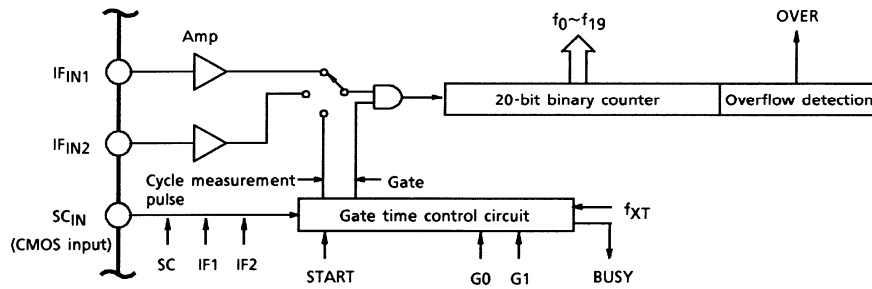 f0~f19
OVER
Amp
IFIN1
20-bit binary counter
Overflow detection
IFIN2
Cycle measurement
pulse
Gate
SCIN
(CMOS input)
Gate time control circuit
fXT
SC
IF1
IF2
START
G0
G1
BUSY